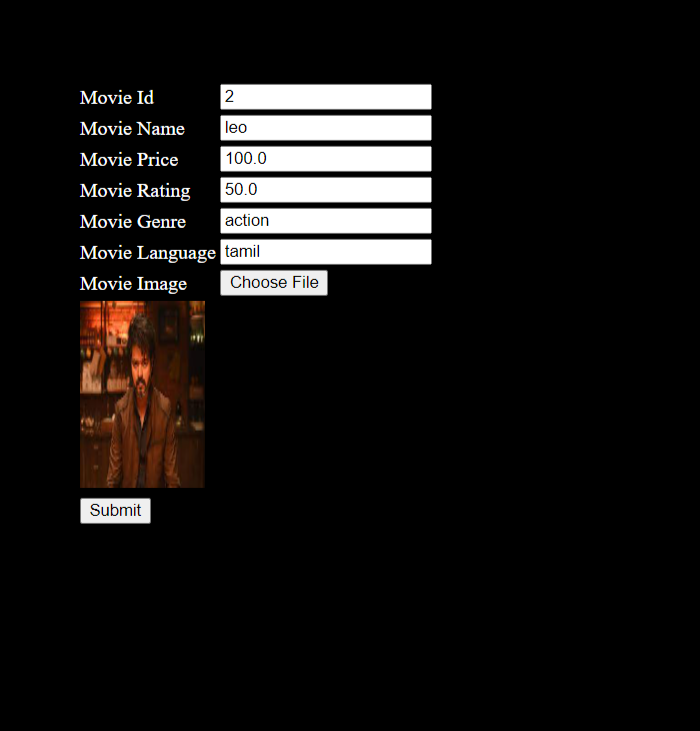 Movie Id 2
Movie Name leo
Movie Price 100.0
Movie Rating 50.0
Movie Genre action
Movie Language tamil
Movie Image Choose File
Submit